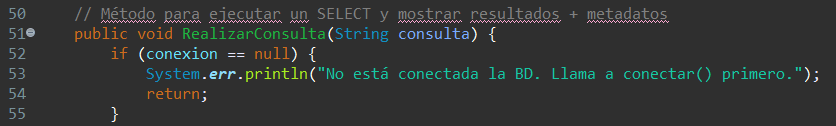 50 // Método para ejecutar un SELECT y mostrar resultados + metadatos
51 public void RealizarConsulta(String consulta) {
52 if (conexion == null) {
53 System.err.println("No está conectada la BD. Llama a conectar() primero.");
54 return;
55 }